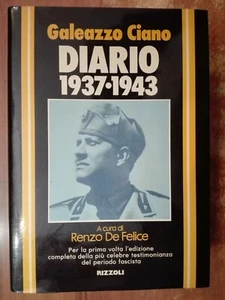 Galeazzo Ciano
DIARIO
1937•1943
A cura di
Renzo De Felice
Per la prima volta l'edizione
completa della più celebre testimonianza
del periodo fascista
RIZZOLI